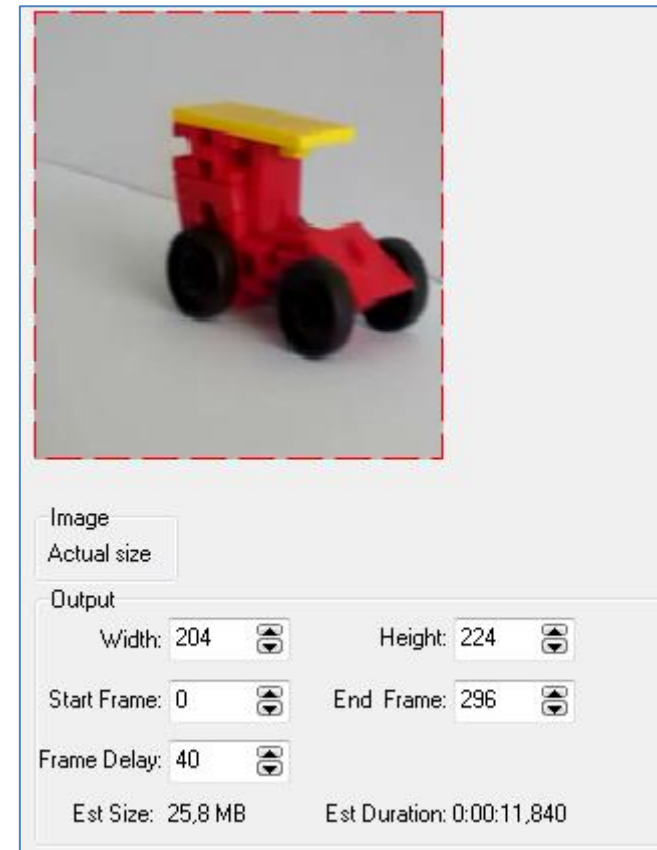 Image
Actual size
Output
Width: 204 Height: 224
Start Frame: 0 End Frame: 296
Frame Delay: 40
Est Size: 25,8 MB Est Duration: 0:00:11,840